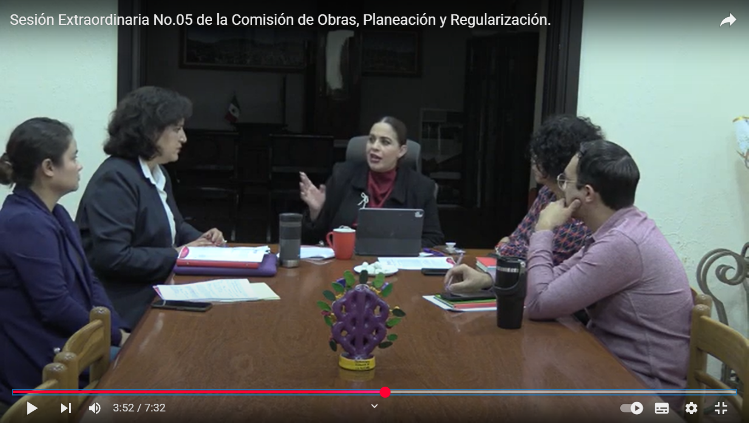 Sesión Extraordinaria No.05 de la Comisión de Obras, Planeación y Regularización.
3:52 / 7:32